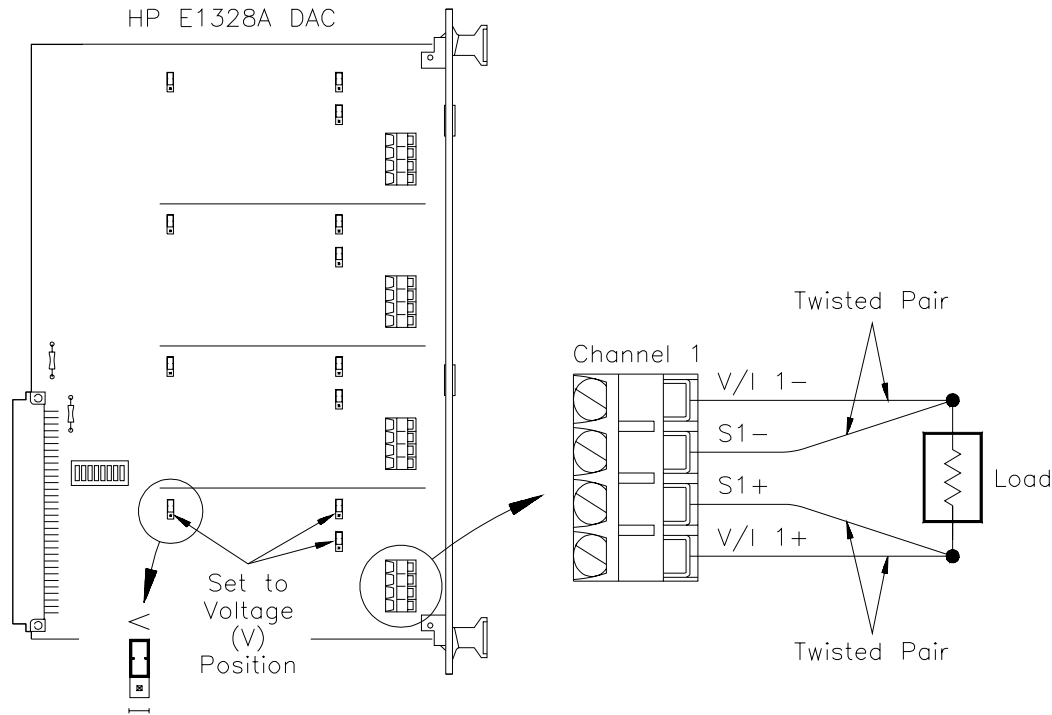 HP E1328A DAC
Twisted Pair
Channel 1
V/I 1-
S1-
S1+
V/I 1+
Load
Twisted Pair
Set to
Voltage
(V)
Position
V
I